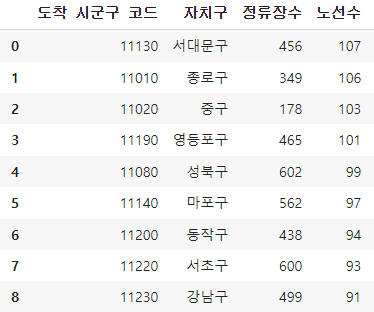 도착 시군구 코드 자치구 정류장수 노선수
0 11130 서대문구 456 107
1 11010 종로구 349 106
2 11020 중구 178 103
3 11190 영등포구 465 101
4 11080 성북구 602 99
5 11140 마포구 562 97
6 11200 동작구 438 94
7 11220 서초구 600 93
8 11230 강남구 499 91